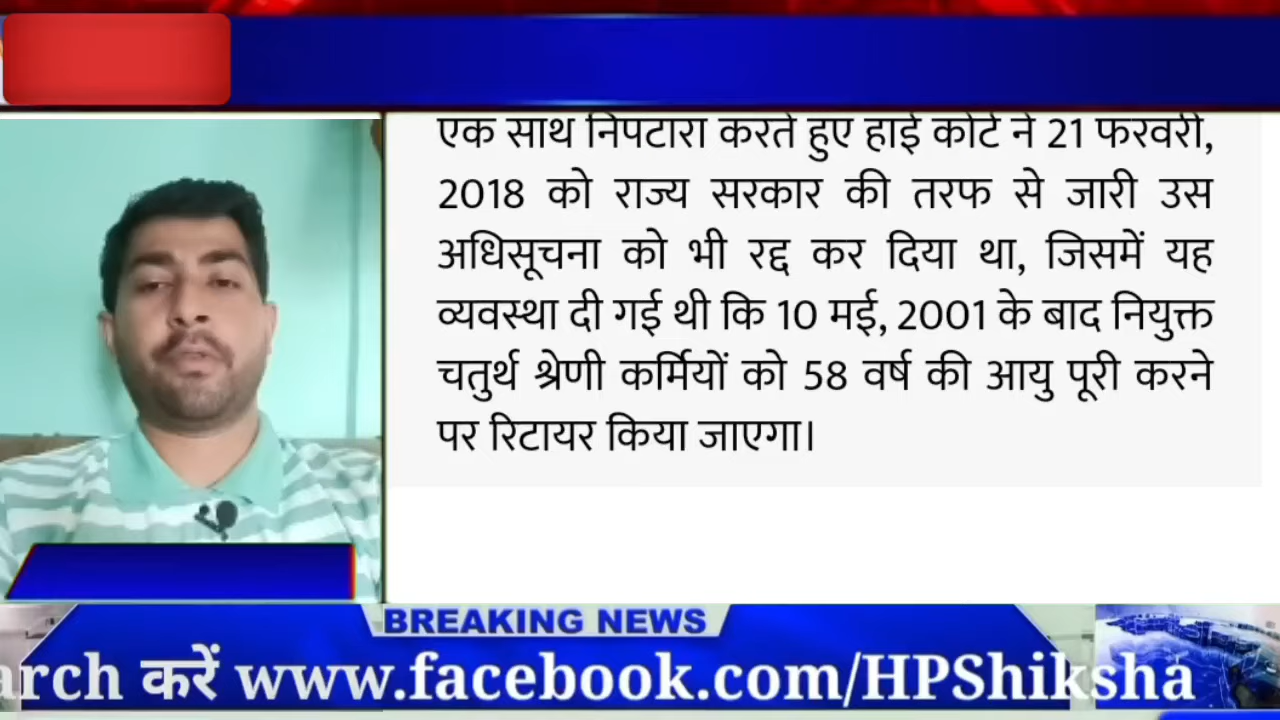 एक साथ निपटारा करते हुए हाई कोर्ट ने 21 फरवरी,
2018 को राज्य सरकार की तरफ से जारी उस
अधिसूचना को भी रद्द कर दिया था, जिसमें यह
व्यवस्था दी गई थी कि 10 मई, 2001 के बाद नियुक्त
चतुर्थ श्रेणी कर्मियों को 58 वर्ष की आयु पूरी करने
पर रिटायर किया जाएगा।
BREAKING NEWS
arch करें www.facebook.com/HPShiksha